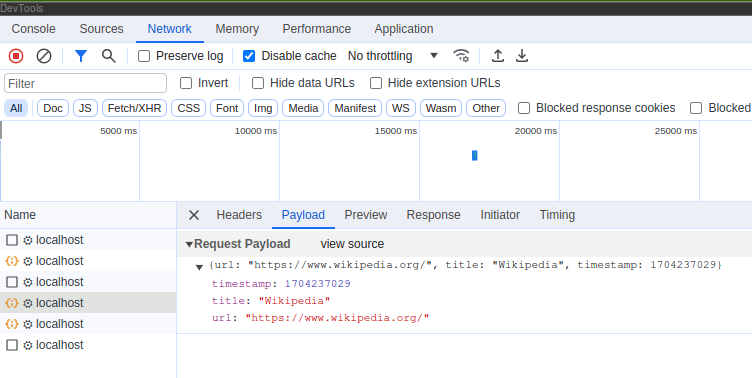 DevTools
Console Sources Network Memory Performance Application
Preserve log Disable cache No throttling
Filter Invert Hide data URLs Hide extension URLs
All Doc JS Fetch/XHR CSS Font Img Media Manifest WS Wasm Other Blocked response cookies Blocked
5000 ms 10000 ms 15000 ms 20000 ms 25000 ms
Name Headers Payload Preview Response Initiator Timing
localhost
localhost
localhost
localhost
localhost
localhost
Request Payload view source
{url: "https://www.wikipedia.org/", title: "Wikipedia", timestamp: 1704237029}
timestamp: 1704237029
title: "Wikipedia"
url: "https://www.wikipedia.org/"